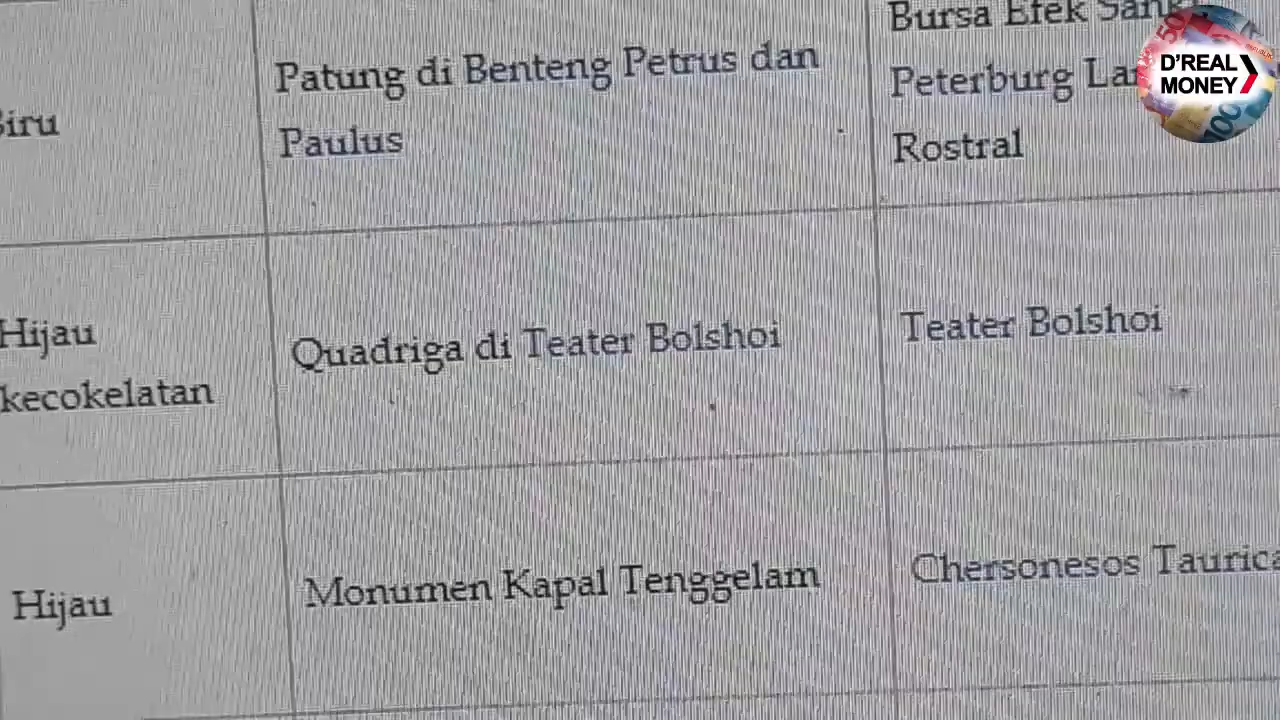 Biru
Patung di Benteng Petrus dan
Paulus
Bursa Efek
Peterburg
Rostral
D'REAL
MONEY
Hijau
kecokelatan
Quadriga di Teater Bolshoi
Teater Bolshoi
Hijau
Monumen Kapal Tenggelam
Chersonesos Taurica